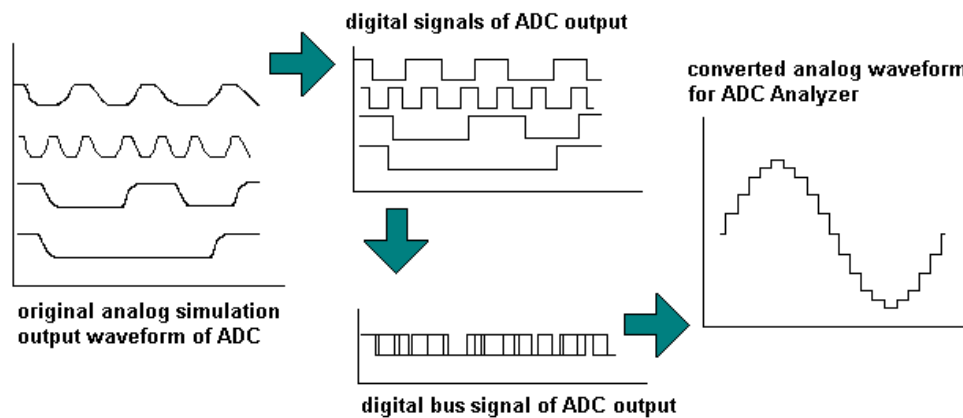 digital signals of ADC output
converted analog waveform
for ADC Analyzer
original analog simulation
output waveform of ADC
digital bus signal of ADC output